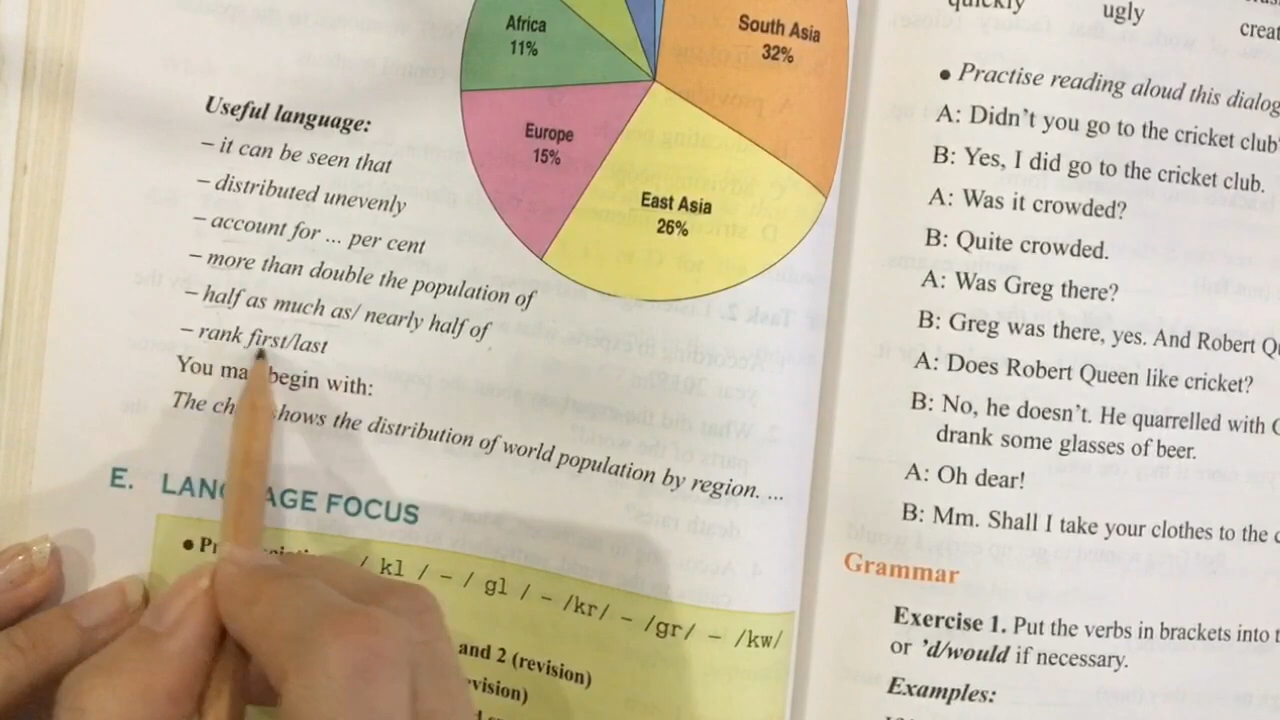 Africa
11%
South Asia
32%
Europe
15%
East Asia
26%
Useful language:
– it can be seen that
– distributed unevenly
– account for ... per cent
– more than double the population of
– half as much as/ nearly half of
– rank first/last
You may begin with:
The shows the distribution of world population by region. ...
E. LANGUAGE FOCUS
•
/ kl / – / gl / – /kr/ – /gr/ – /kw/
and 2 (revision)
quickly ugly
• Practise reading aloud this
A: Didn't you go to the cricket club
B: Yes, I did go to the cricket club.
A: Was it crowded?
B: Quite crowded.
A: Was Greg there?
B: Greg was there, yes. And Robert
A: Does Robert Queen like cricket?
B: No, he doesn't. He quarrelled with
drank some glasses of beer.
A: Oh dear!
B: Mm. Shall I take your clothes to the
Grammar
Exercise 1. Put the verbs in brackets into
or 'd/would if necessary.
Examples: